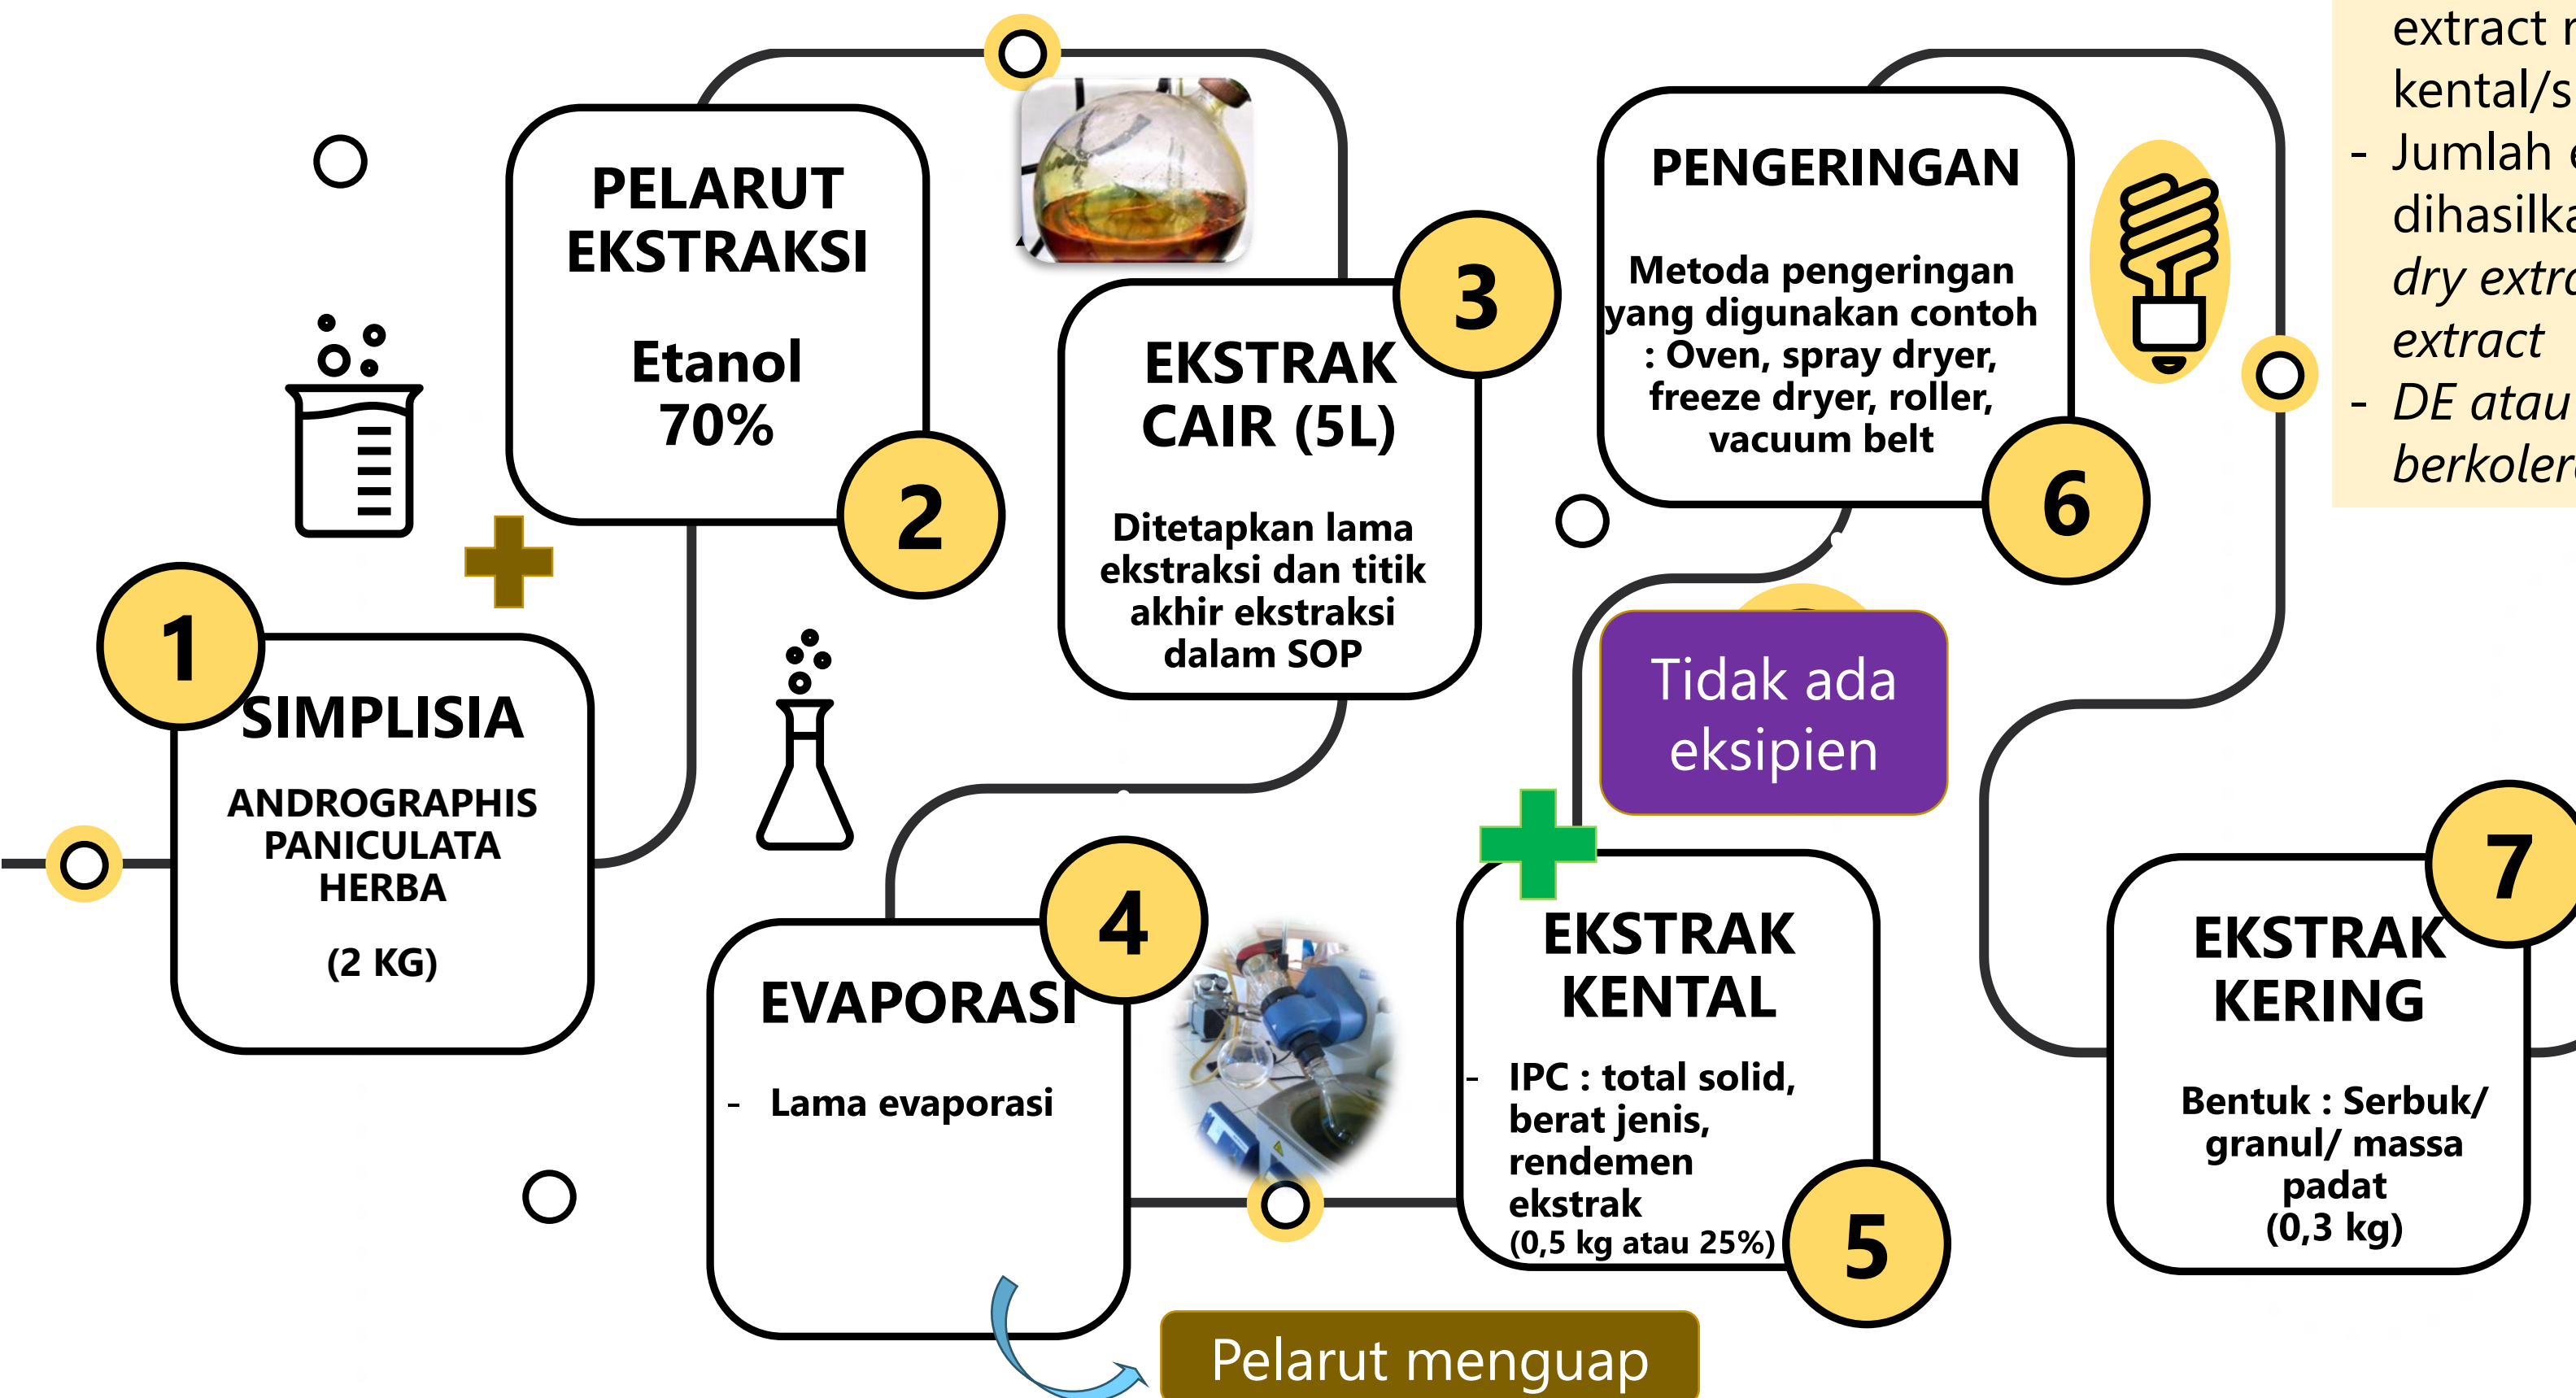 1
SIMPLISIA
ANDROGRAPHIS
PANICULATA
HERBA
(2 KG)
PELARUT
EKSTRAKSI
Etanol
70%
2
3
EKSTRAK
CAIR (5L)
Ditetapkan lama
ekstraksi dan titik
akhir ekstraksi
dalam SOP
4
EVAPORASI
- Lama evaporasi
Pelarut menguap
EKSTRAK
KENTAL
- IPC : total solid,
berat jenis,
rendemen
ekstrak
(0,5 kg atau 25%)
5
Tidak ada
eksipien
PENGERINGAN
Metoda pengeringan
yang digunakan contoh
: Oven, spray dryer,
freeze dryer, roller,
vacuum belt
6
7
EKSTRAK
KERING
Bentuk : Serbuk/
granul/ massa
padat
(0,3 kg)
extract
kental/s
- Jumlah
dihasilka
dry extra
extract
- DE atau
berkolera